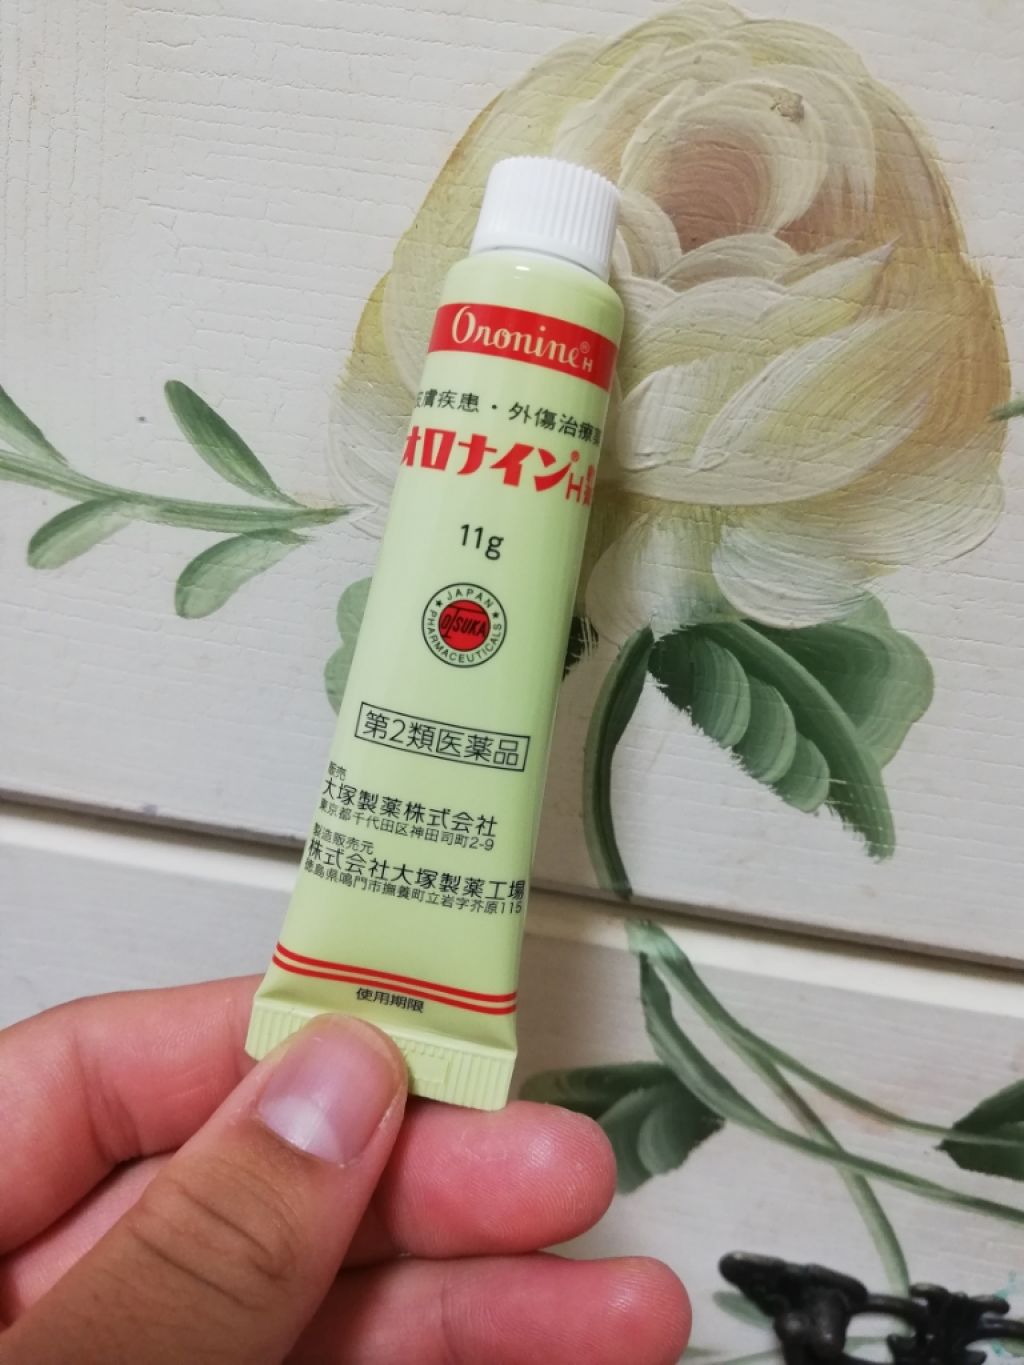 Oronine® H
皮膚疾患・外傷治療薬
オロナイン®H軟膏
11g
JAPAN
OTSUKA
PHARMACEUTICALS
第2類医薬品
販売
大塚製薬株式会社
東京都千代田区神田司町2-9
製造販売元
株式会社大塚製薬工場
徳島県鳴門市撫養町立岩字芥原115
使用期限